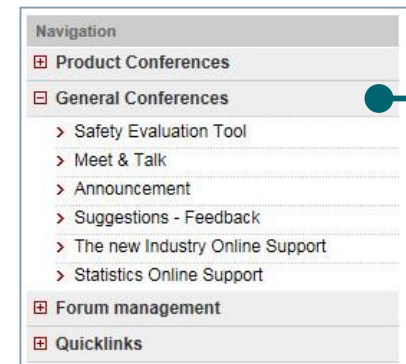 Navigation
Product Conferences
General Conferences
Safety Evaluation Tool
Meet & Talk
Announcement
Suggestions - Feedback
The new Industry Online Support
Statistics Online Support
Forum management
Quicklinks